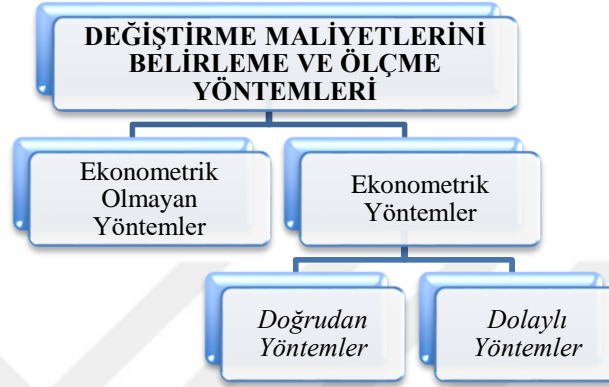 DEĞİŞTİRME MALİYETLERİNİ
BELİRLEME VE ÖLÇME
YÖNTEMLERİ
Ekonometrik
Olmayan
Yöntemler
Ekonometrik
Yöntemler
Doğrudan
Yöntemler
Dolaylı
Yöntemler